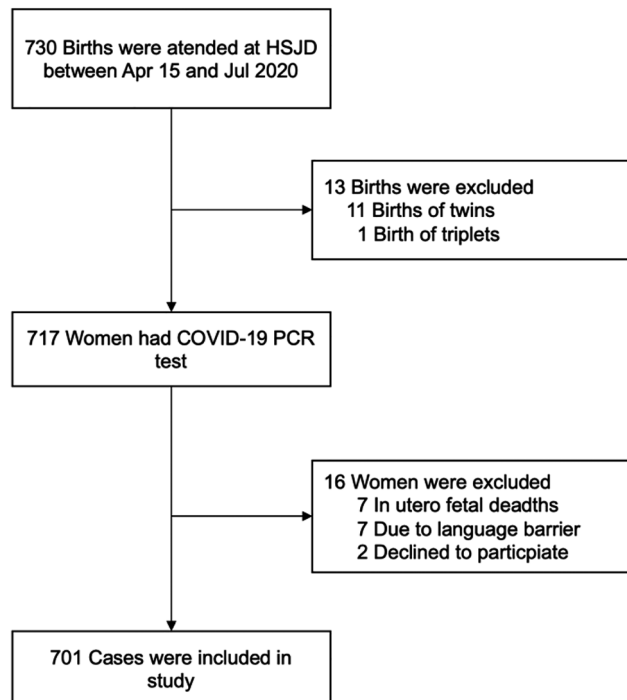 730 Births were atended at HSJD
between Apr 15 and Jul 2020
13 Births were excluded
11 Births of twins
1 Birth of triplets
717 Women had COVID-19 PCR
test
16 Women were excluded
7 In utero fetal deadths
7 Due to language barrier
2 Declined to particpiate
701 Cases were included in
study